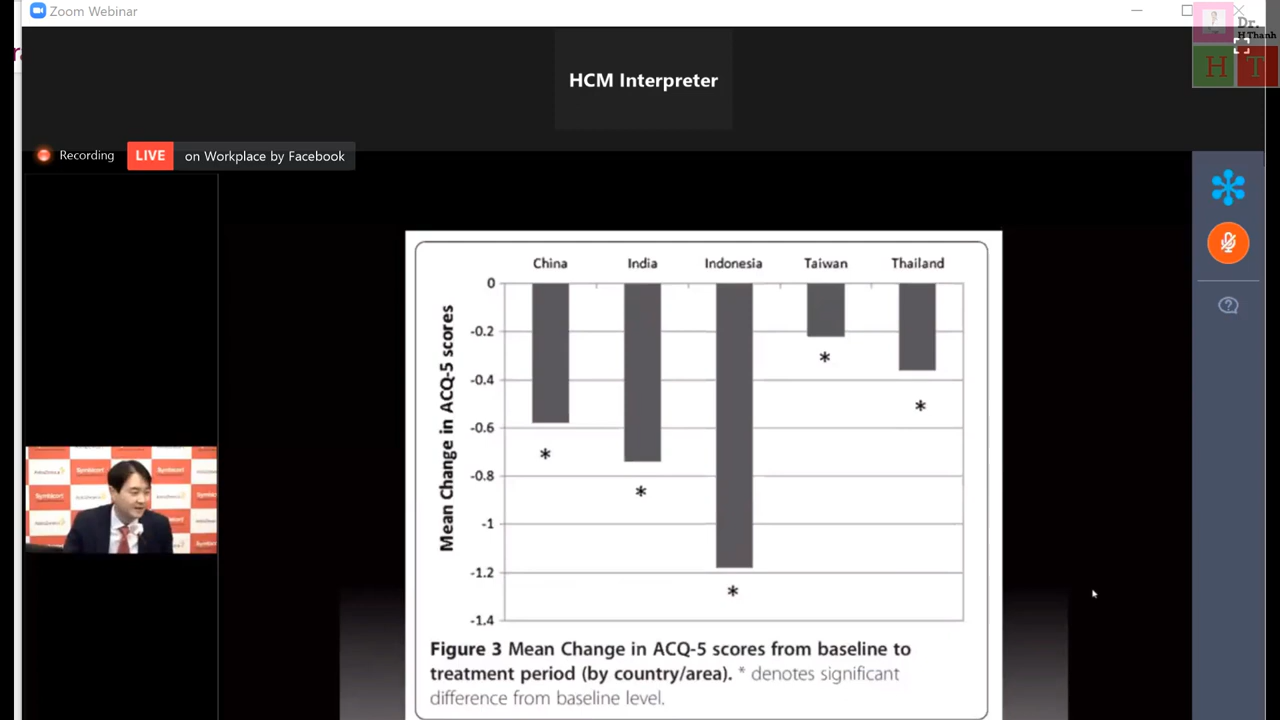 Zoom Webinar
Dr.
H Thanh
H T
HCM Interpreter
Recording
LIVE
on Workplace by Facebook
China India Indonesia Taiwan Thailand
0
-0.2
-0.4
-0.6
-0.8
-1
-1.2
-1.4
Mean Change in ACQ-5 scores
*
*
*
*
*
Symbicort
AstraZeneca
Figure 3 Mean Change in ACQ-5 scores from baseline to
treatment period (by country/area). * denotes significant
difference from baseline level.